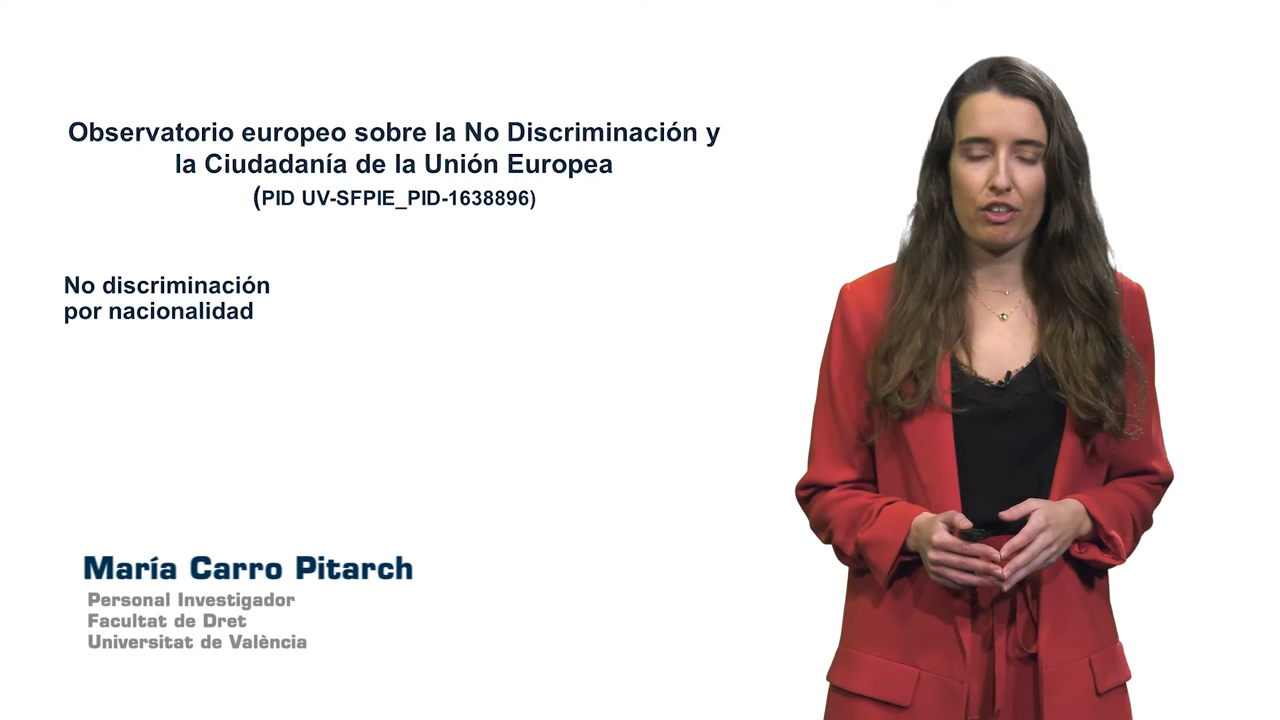 Observatorio europeo sobre la No Discriminación y
la Ciudadanía de la Unión Europea
(PID UV-SFPIE_PID-1638896)
No discriminación
por nacionalidad
María Carro Pitarch
Personal Investigador
Facultat de Dret
Universitat de València